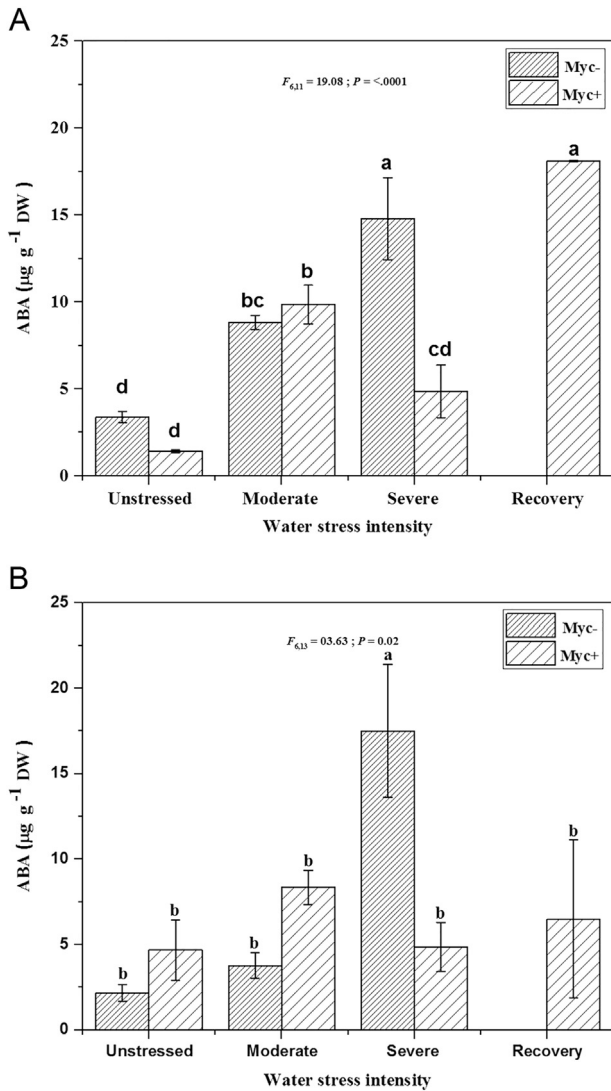 A
25
20
15
10
5
0
ABA (µg g⁻¹ DW )
F6,11 = 19.08 ; P = <.0001
Myc-
Myc+
d
d
bc
b
a
cd
a
Unstressed
Moderate
Severe
Recovery
Water stress intensity
B
25
20
15
10
5
0
ABA (µg g⁻¹ DW )
F6,13 = 03.63 ; P = 0.02
Myc-
Myc+
b
b
b
b
a
b
b
Unstressed
Moderate
Severe
Recovery
Water stress intensity